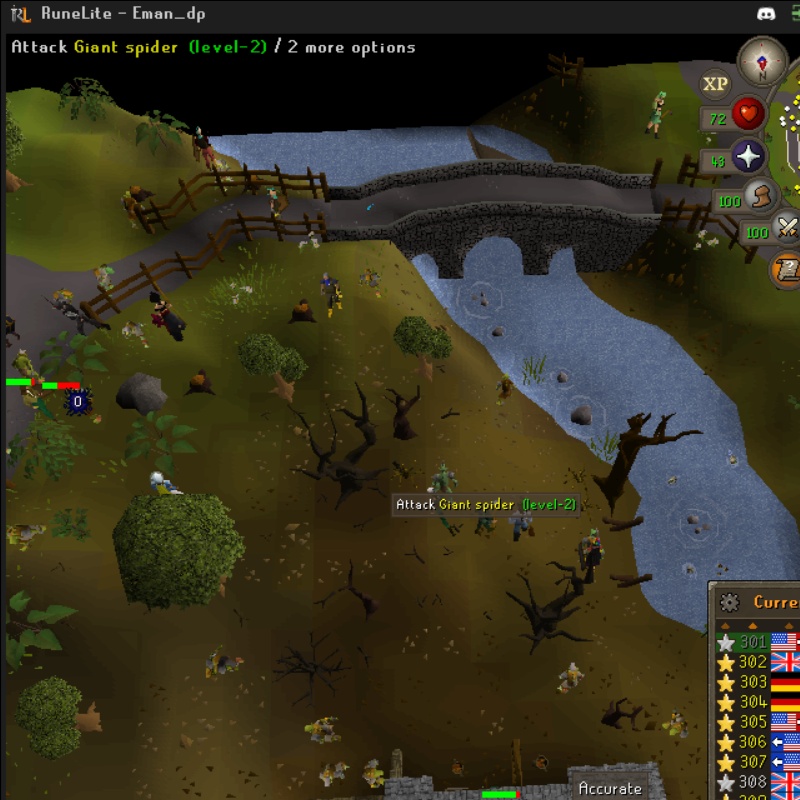 RuneLite - Eman_dp
Attack Giant spider (level-2) / 2 more options
XP
72
N
43
100
100
0
Attack Giant spider (level-2)
Curre
301
302
303
304
305
306
307
308
Accurate